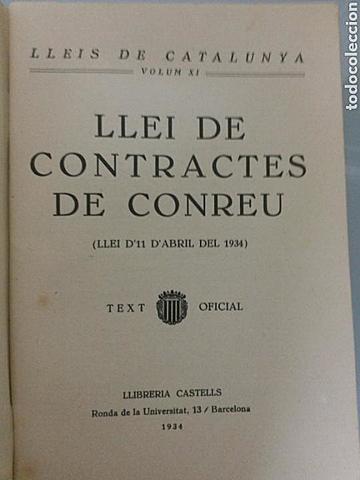 LLEIS DE CATALUNYA
VOLUM XI
LLEI DE
CONTRACTES
DE CONREU
(LLEI D'11 D'ABRIL DEL 1934)
TEXT OFICIAL
LLIBRERIA CASTELLS
Ronda de la Universitat, 13 / Barcelona
1934
todocoleccion